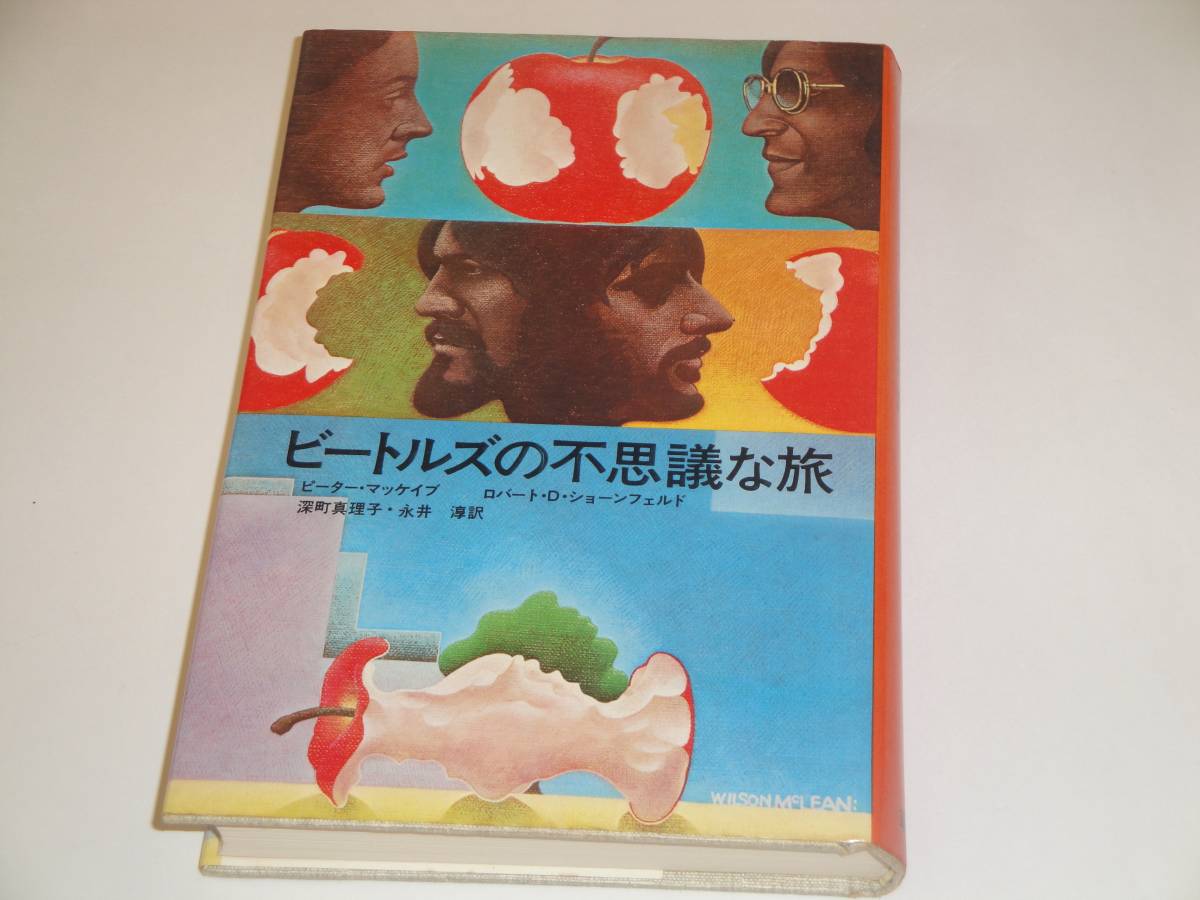 ビートルズの不思議な旅
ピーター・マッケイブ ロバート・D・ショーンフェルド
深町真理子・永井 淳訳
WILSON McLEAN: